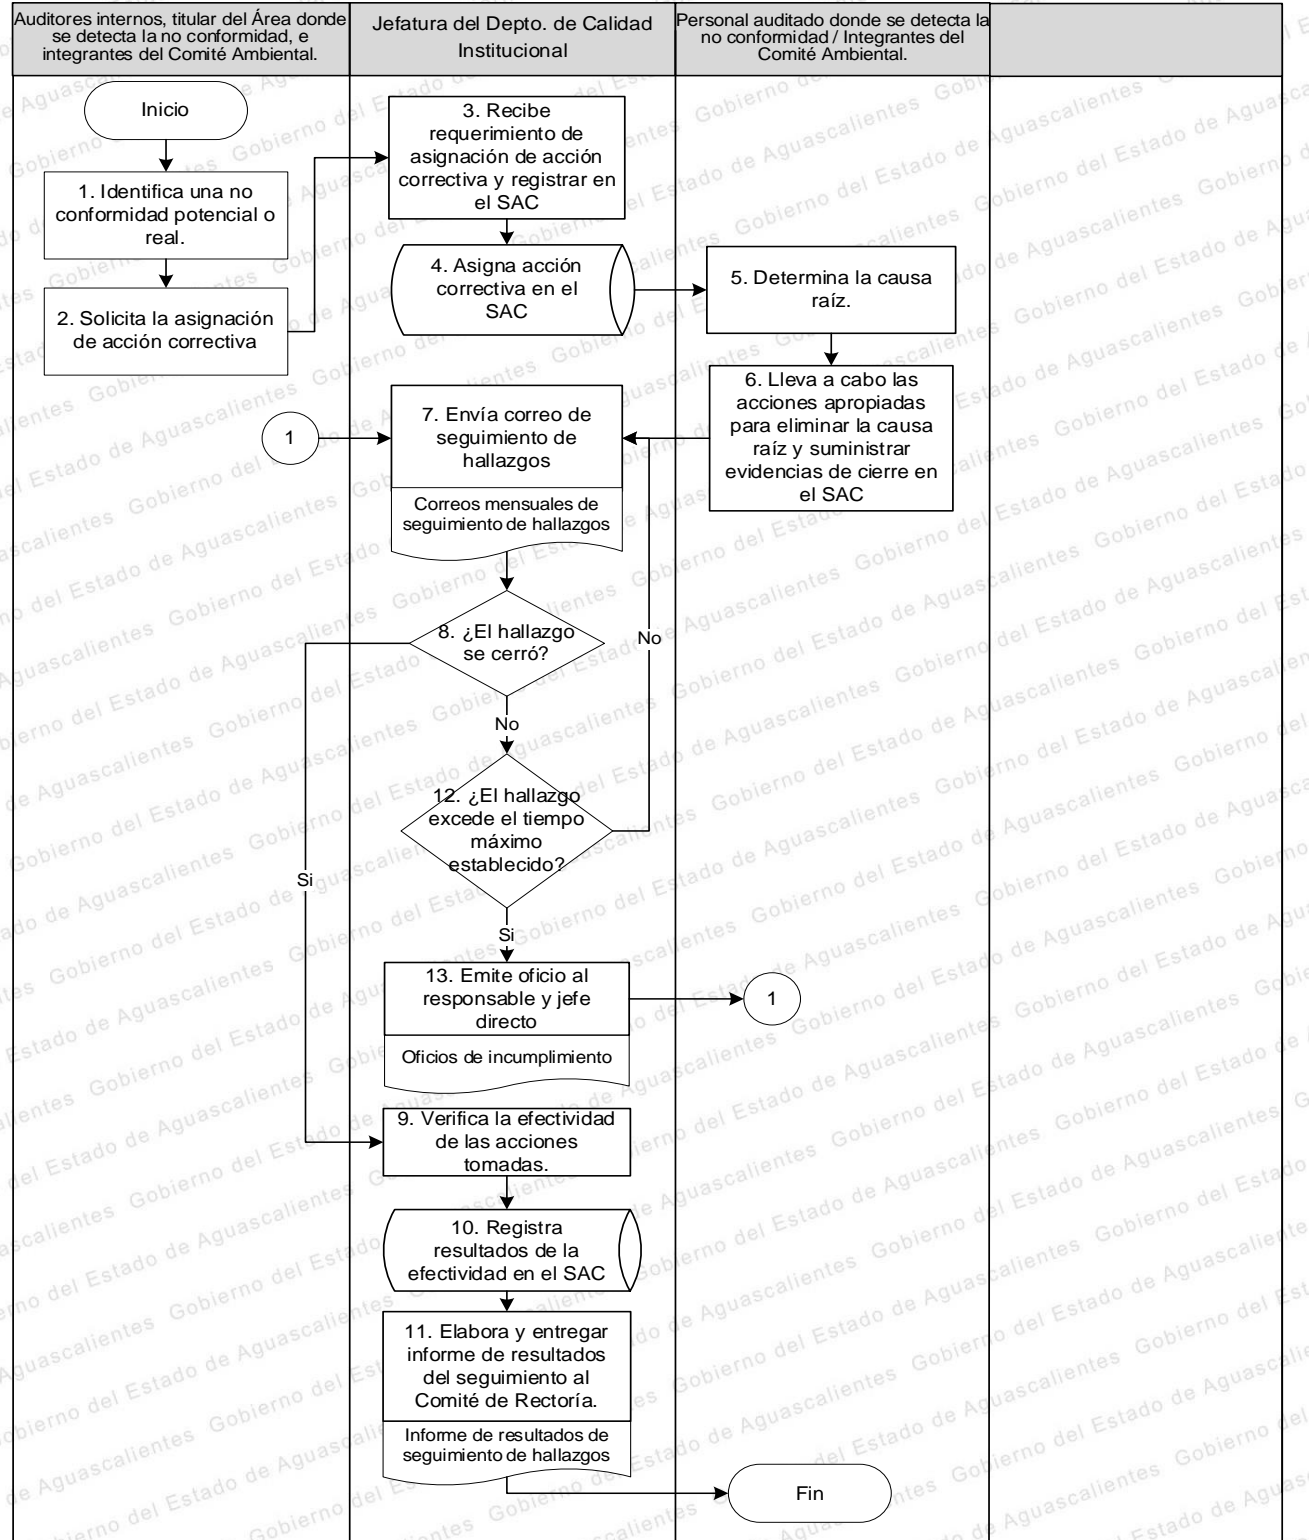 Auditores internos, titular del Área donde
se detecta la no conformidad, e
integrantes del Comité Ambiental.
Jefatura del Depto. de Calidad
Institucional
Personal auditado donde se detecta la
no conformidad / Integrantes del
Comité Ambiental.
Inicio
1. Identifica una no
conformidad potencial o
real.
2. Solicita la asignación
de acción correctiva
3. Recibe
requerimiento de
asignación de acción
correctiva y registrar en
el SAC
4. Asigna acción
correctiva en el
SAC
5. Determina la causa
raíz.
6. Lleva a cabo las
acciones apropiadas
para eliminar la causa
raíz y suministrar
evidencias de cierre en
el SAC
1
7. Envía correo de
seguimiento de
hallazgos
Correos mensuales de
seguimiento de hallazgos
8. ¿El hallazgo
se cerró?
No
No
12. ¿El hallazgo
excede el tiempo
máximo
establecido?
Si
Si
13. Emite oficio al
responsable y jefe
directo
Oficios de incumplimiento
1
9. Verifica la efectividad
de las acciones
tomadas.
10. Registra
resultados de la
efectividad en el SAC
11. Elabora y entregar
informe de resultados
del seguimiento al
Comité de Rectoría.
Informe de resultados de
seguimiento de hallazgos
Fin
Gobierno del Estado de Aguascalientes